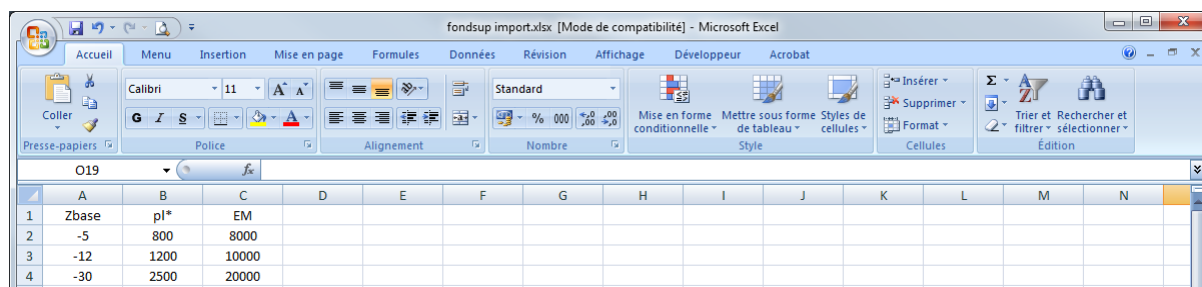 fondsup import.xlsx [Mode de compatibilité] - Microsoft Excel
Accueil Menu Insertion Mise en page Formules Données Révision Affichage Développeur Acrobat
Calibri 11 A A Standard Insérer Σ
Coller Supprimer
G I S A % 000 ,00 ,00 Mise en forme conditionnelle Mettre sous forme de tableau Styles de cellules Format Trier et filtrer Rechercher et sélectionner
Presse-papiers Police Alignement Nombre Style Cellules Édition
O19 fx
A B C D E F G H I J K L M N
1 Zbase pl* EM
2 -5 800 8000
3 -12 1200 10000
4 -30 2500 20000